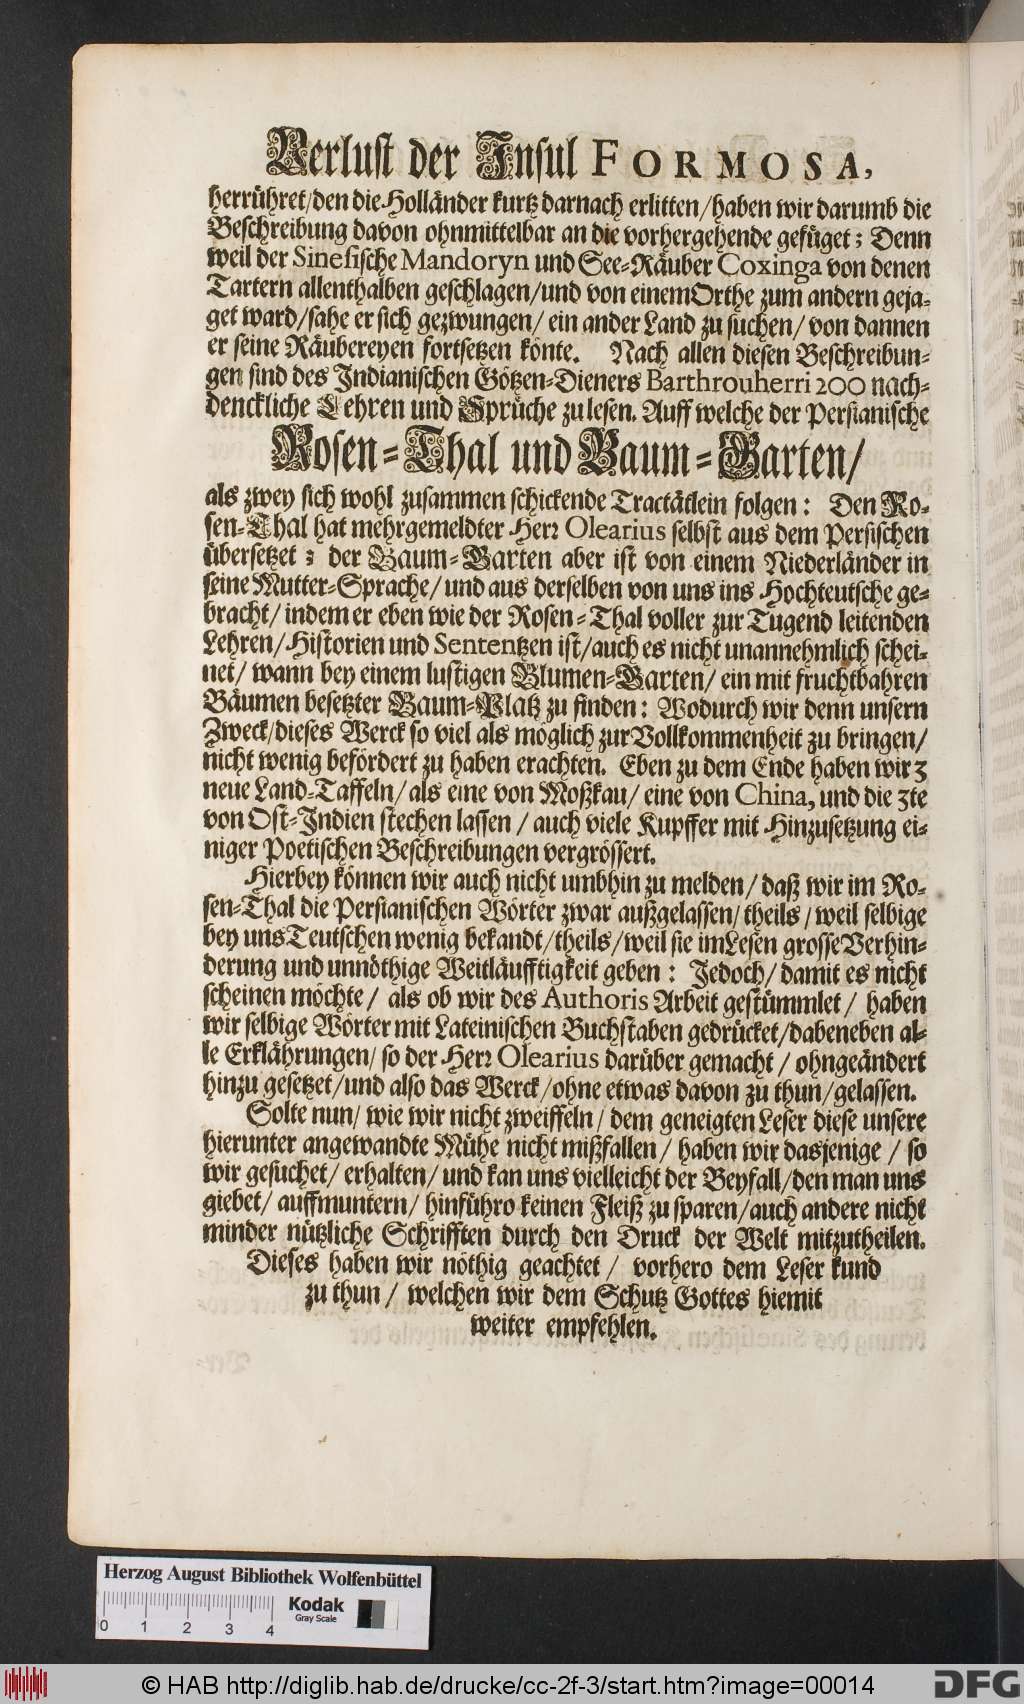 Verlust der Insul FORMOSA,
herrühret/den die Holländer kurtz darnach erlitten/haben wir darumb die
Beschreibung davon ohnmittelbar an die vorhergehende gefüget; Denn
weil der Sinesische Mandoryn und See-Räuber Coxinga von denen
Tartern allenthalben geschlagen/und von einem Orthe zum andern geja-
get ward/sahe er sich gezwungen/ ein ander Land zu suchen/ von dannen
er seine Räubereyen fortsetzen könte. Nach allen diesen Beschreibun-
gen sind des Indianischen Götzen-Dieners Barthrouherri 200 nach-
denckliche Lehren und Sprüche zu lesen. Auff welche der Persianische
Rosen-Thal und Baum-Garten/
als zwey sich wohl zusammen schickende Tractätlein folgen: Den Ro-
sen-Thal hat mehrgemeldter Herr Olearius selbst aus dem Persischen
übersetzet; der Baum-Garten aber ist von einem Niederländer in
seine Mutter-Sprache/ und aus derselben von uns ins Hochteutsche ge-
bracht/ indem er eben wie der Rosen-Thal voller zur Tugend leitenden
Lehren/ Historien und Sententzen ist/auch es nicht unannehmlich schei-
net/ wann bey einem lustigen Blumen-Garten/ ein mit fruchtbahren
Bäumen besetzter Baum-Platz zu finden: Wodurch wir denn unsern
Zweck/dieses Werck so viel als möglich zur Vollkommenheit zu bringen/
nicht wenig befördert zu haben erachten. Eben zu dem Ende haben wir 3
neue Land-Taffeln/ als eine von Moßkau/ eine von China, und die 3te
von Ost-Indien stechen lassen / auch viele Kupffer mit Hinzusetzung ei-
niger Poetischen Beschreibungen vergrössert.
Hierbey können wir auch nicht umbhin zu melden/ daß wir im Ro-
sen-Thal die Persianischen Wörter zwar außgelassen/ theils/ weil selbige
bey uns Teutschen wenig bekandt/theils/weil sie im Lesen grosse Verhin-
derung und unnöthige Weitläufftigkeit geben: Jedoch/ damit es nicht
scheinen möchte/ als ob wir des Authoris Arbeit gestümmlet/ haben
wir selbige Wörter mit Lateinischen Buchstaben gedrücket/dabeneben al-
le Erklährungen/ so der Herr Olearius darüber gemacht / ohngeändert
hinzu gesetzet/und also das Werck/ohne etwas davon zu thun/gelassen.
Solte nun/ wie wir nicht zweiffeln/ dem geneigten Leser diese unsere
hierunter angewandte Mühe nicht mißfallen / haben wir dasjenige / so
wir gesuchet/ erhalten/ und kan uns vielleicht der Beyfall/den man uns
giebet/ auffmuntern/ hinführo keinen Fleiß zu sparen/auch andere nicht
minder nützliche Schrifften durch den Druck der Welt mitzutheilen.
Dieses haben wir nöthig geachtet / vorhero dem Leser kund
zu thun / welchen wir dem Schutz Gottes hiemit
weiter empfehlen.
Herzog August Bibliothek Wolfenbüttel
0 1 2 3 4
Kodak
Gray Scale
© HAB http://diglib.hab.de/drucke/cc-2f-3/start.htm?image=00014
DFG